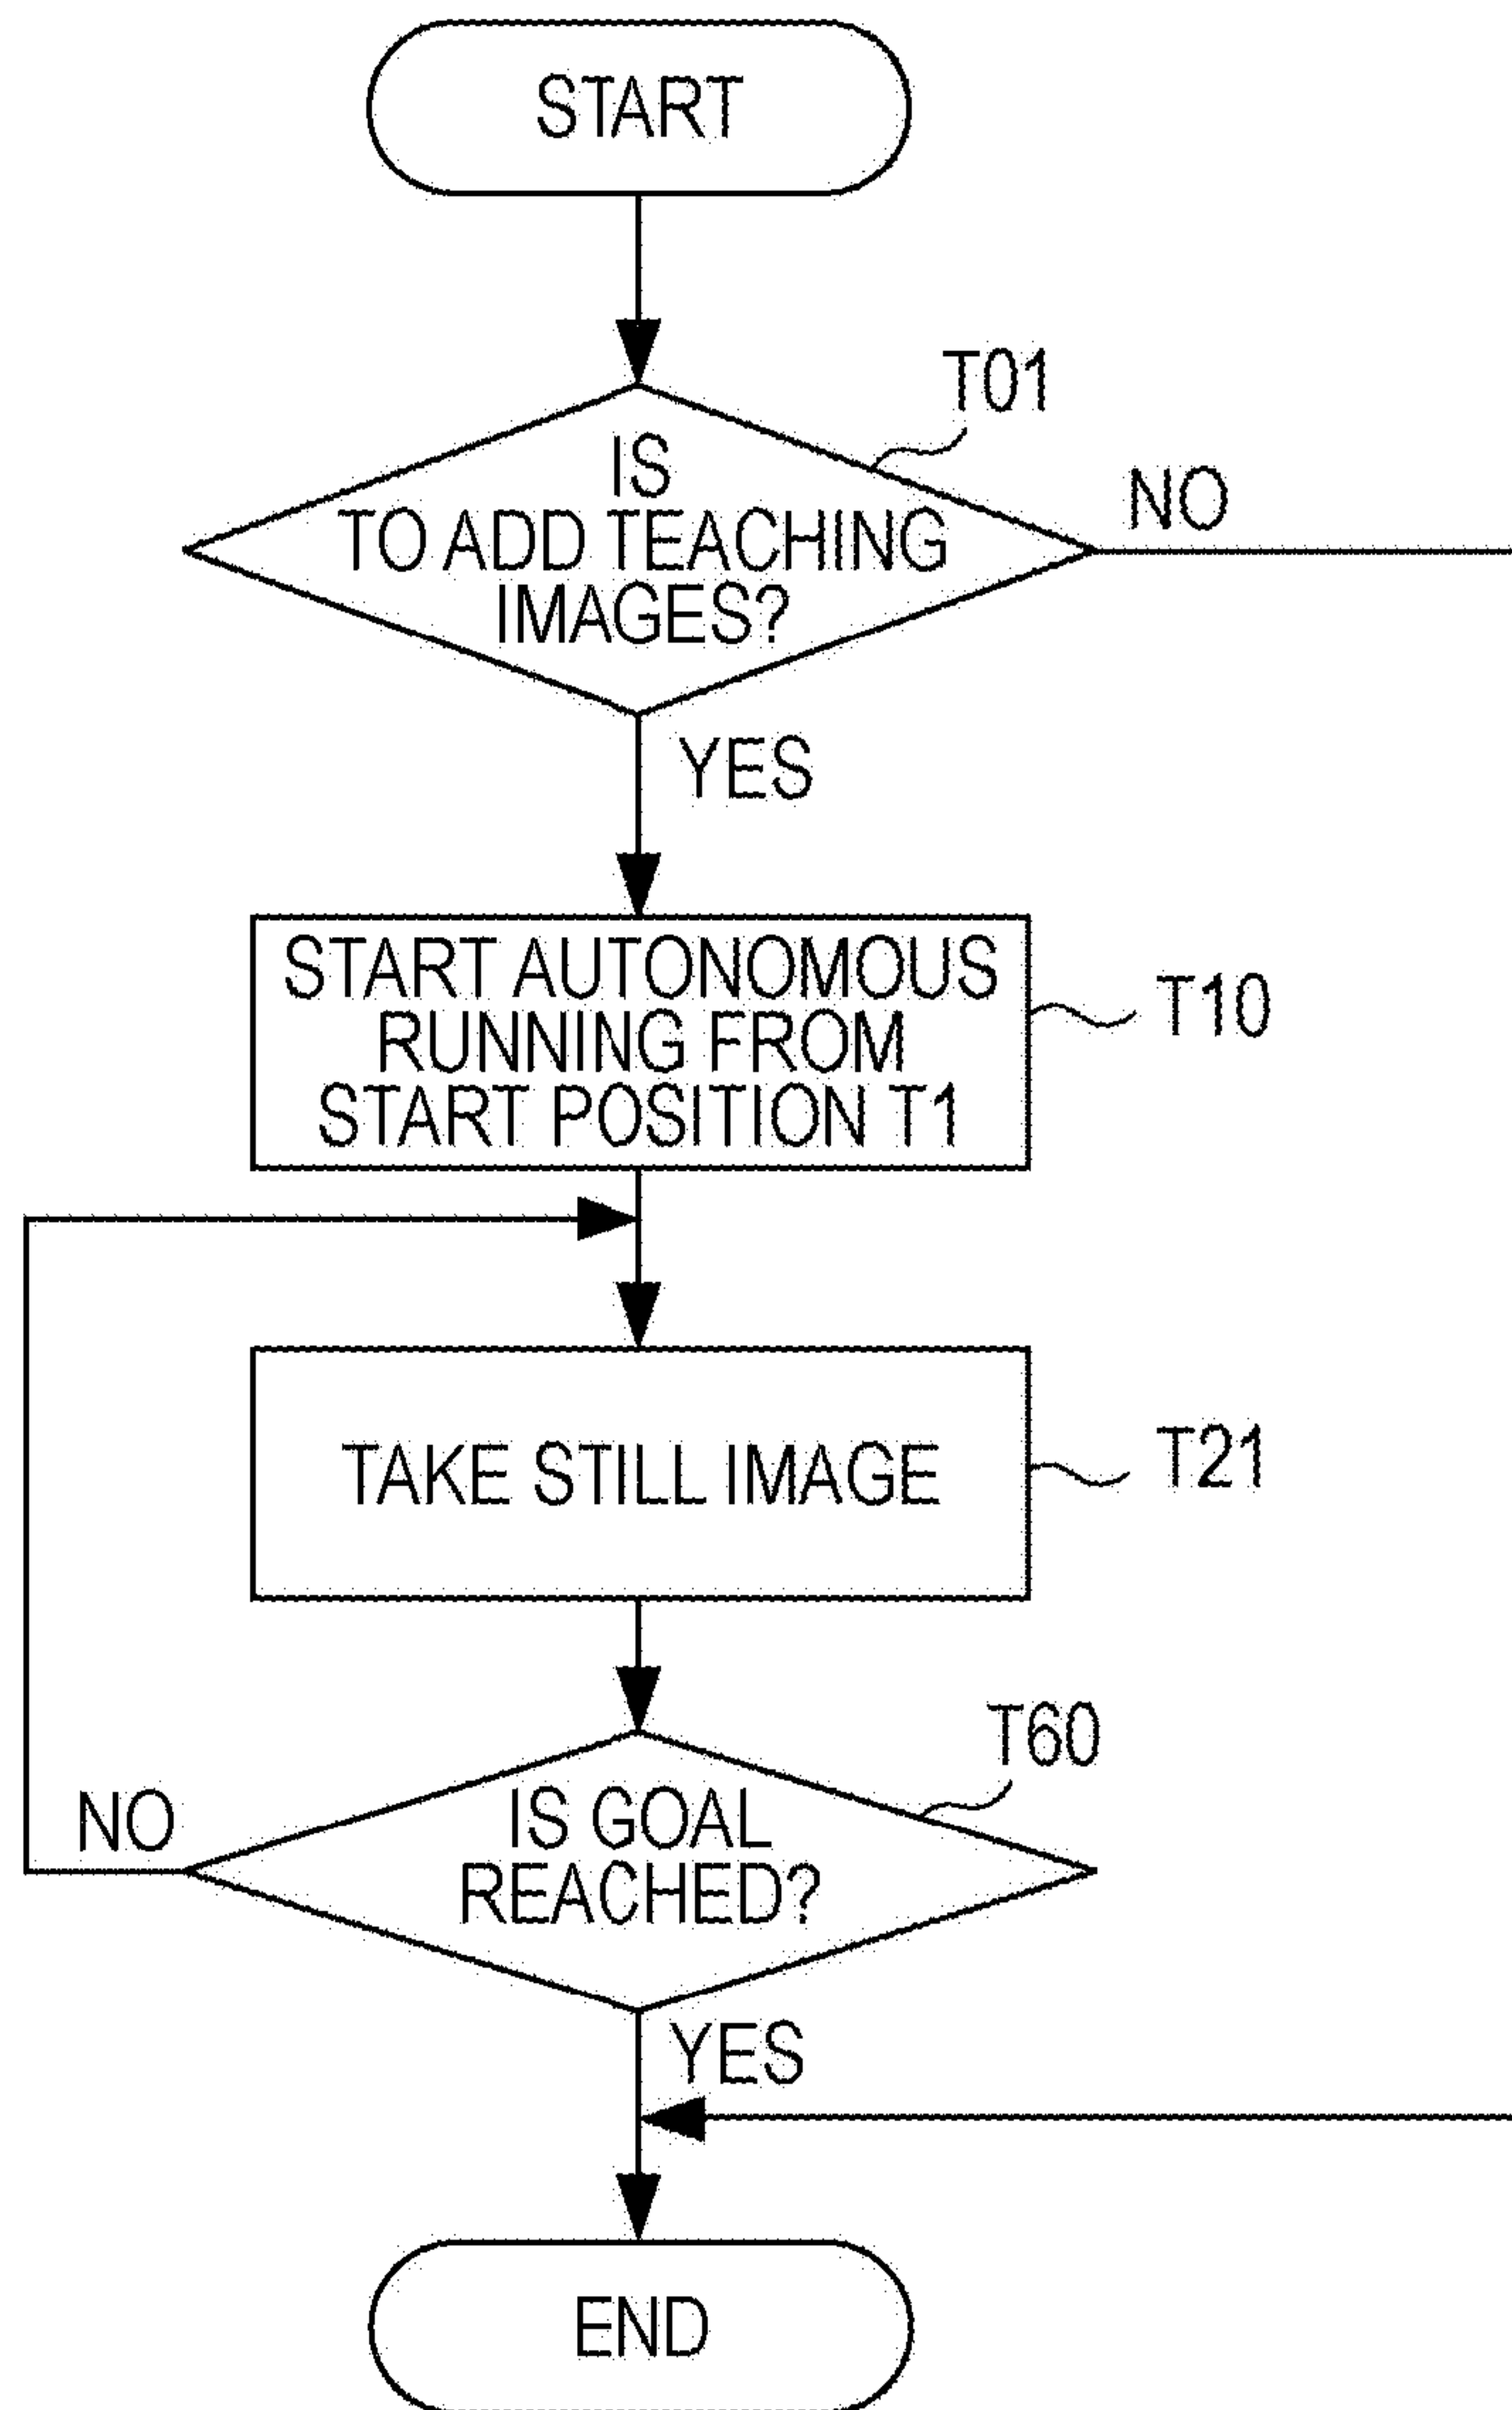 START
T01
IS
TO ADD TEACHING
IMAGES?
NO
YES
START AUTONOMOUS
RUNNING FROM
START POSITION T1
T10
TAKE STILL IMAGE
T21
T60
IS GOAL
REACHED?
NO
YES
END